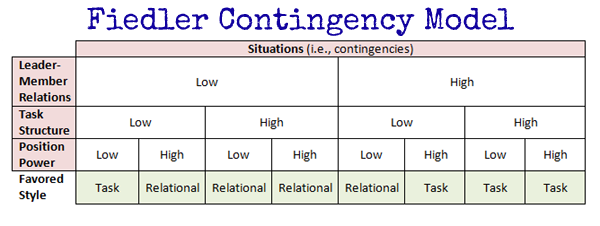 Fiedler Contingency Model
Situations (i.e., contingencies)
Leader-
Member
Relations
Low High
Task
Structure
Low High Low High
Position
Power
Low High Low High Low High Low High
Favored
Style
Task Relational Relational Relational Relational Task Task Task